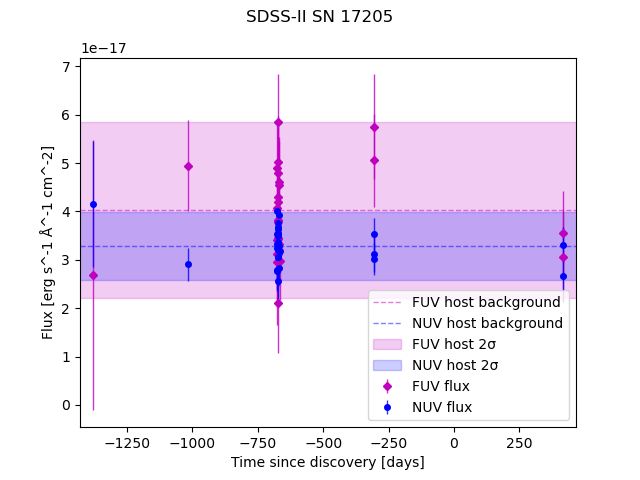 SDSS-II SN 17205
1e−17
7
6
5
4
3
2
1
0
Flux [erg s^-1 Å^-1 cm^-2]
FUV host background
NUV host background
FUV host 2σ
NUV host 2σ
FUV flux
NUV flux
−1250 −1000 −750 −500 −250 0 250
Time since discovery [days]